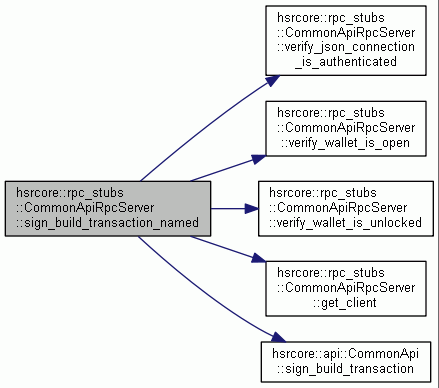 hsrcore::rpc_stubs
::CommonApiRpcServer
::verify_json_connection
_is_authenticated
hsrcore::rpc_stubs
::CommonApiRpcServer
::verify_wallet_is_open
hsrcore::rpc_stubs
::CommonApiRpcServer
::sign_build_transaction_named
hsrcore::rpc_stubs
::CommonApiRpcServer
::verify_wallet_is_unlocked
hsrcore::rpc_stubs
::CommonApiRpcServer
::get_client
hsrcore::api::CommonApi
::sign_build_transaction